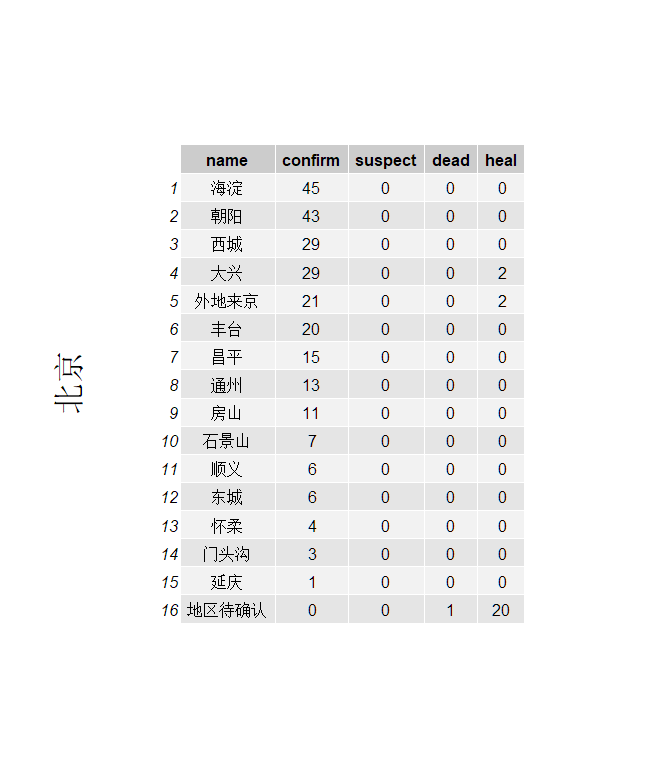 北京
name confirm suspect dead heal
1 海淀 45 0 0 0
2 朝阳 43 0 0 0
3 西城 29 0 0 0
4 大兴 29 0 0 2
5 外地来京 21 0 0 2
6 丰台 20 0 0 0
7 昌平 15 0 0 0
8 通州 13 0 0 0
9 房山 11 0 0 0
10 石景山 7 0 0 0
11 顺义 6 0 0 0
12 东城 6 0 0 0
13 怀柔 4 0 0 0
14 门头沟 3 0 0 0
15 延庆 1 0 0 0
16 地区待确认 0 0 1 20